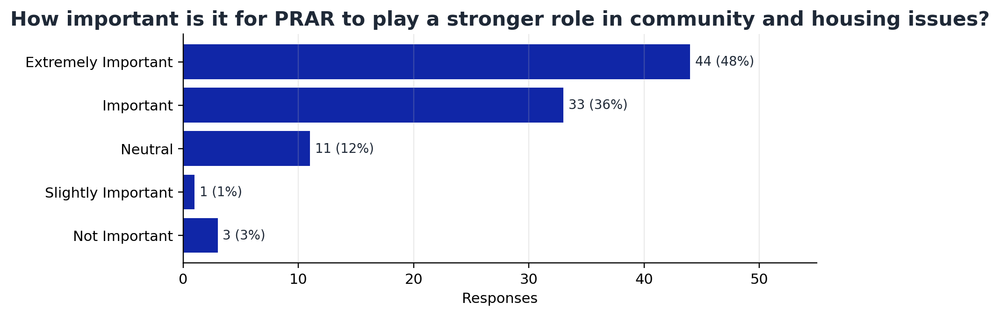 How important is it for PRAR to play a stronger role in community and housing issues?
Extremely Important 44 (48%)
Important 33 (36%)
Neutral 11 (12%)
Slightly Important 1 (1%)
Not Important 3 (3%)
0 10 20 30 40 50
Responses